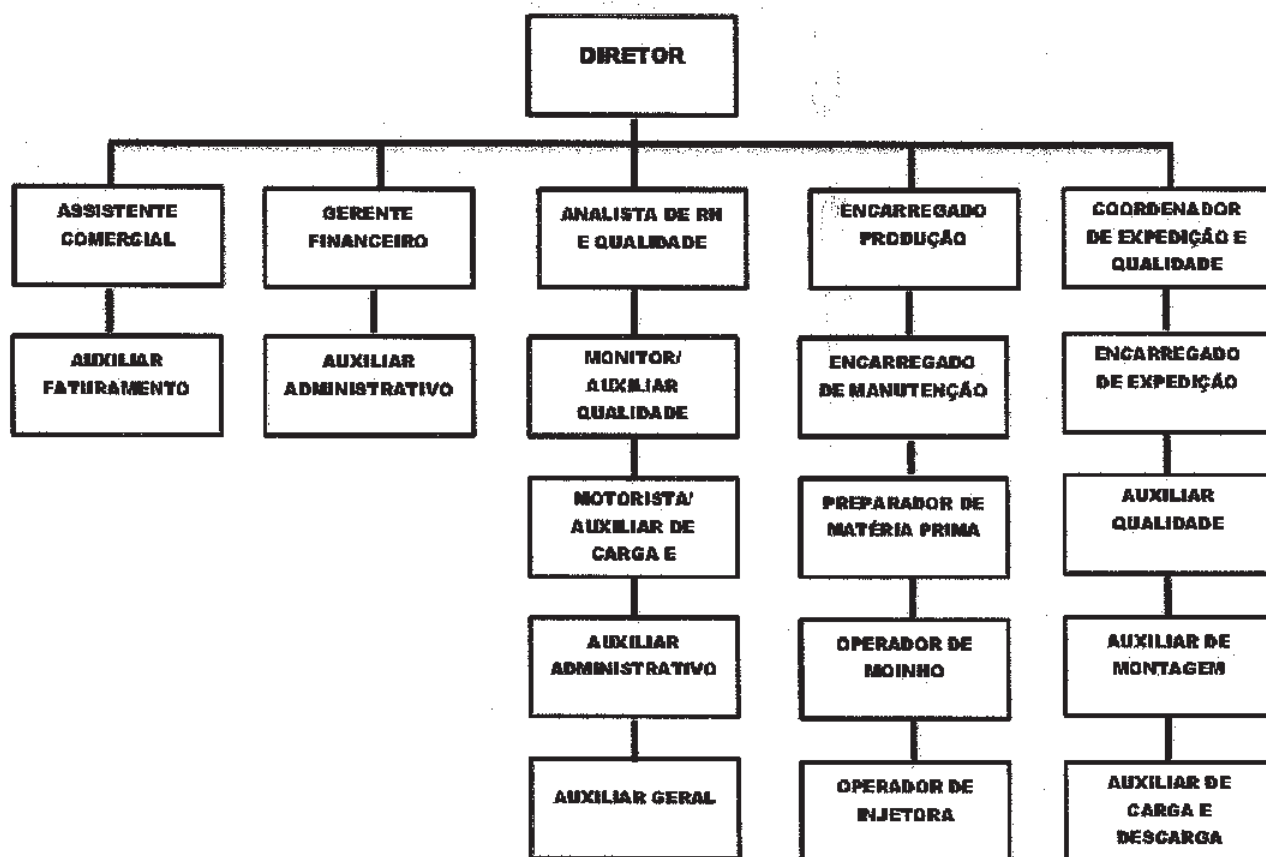 DIRETOR
ASSISTENTE
COMERCIAL
GERENTE
FINANCEIRO
ANALISTA DE RH
E QUALIDADE
ENCARREGADO
PRODUÇÃO
COORDENADOR
DE EXPEDIÇÃO E
QUALIDADE
AUXILIAR
FATURAMENTO
AUXILIAR
ADMINISTRATIVO
MONITOR/
AUXILIAR
QUALIDADE
ENCARREGADO
DE MANUTENÇÃO
ENCARREGADO
DE EXPEDIÇÃO
MOTORISTA/
AUXILIAR DE
CARGA E
PREPARADOR DE
MATÉRIA PRIMA
AUXILIAR
QUALIDADE
AUXILIAR
ADMINISTRATIVO
OPERADOR DE
MOINHO
AUXILIAR DE
MONTAGEM
AUXILIAR GERAL
OPERADOR DE
INJETORA
AUXILIAR DE
CARGA E
DESCARGA